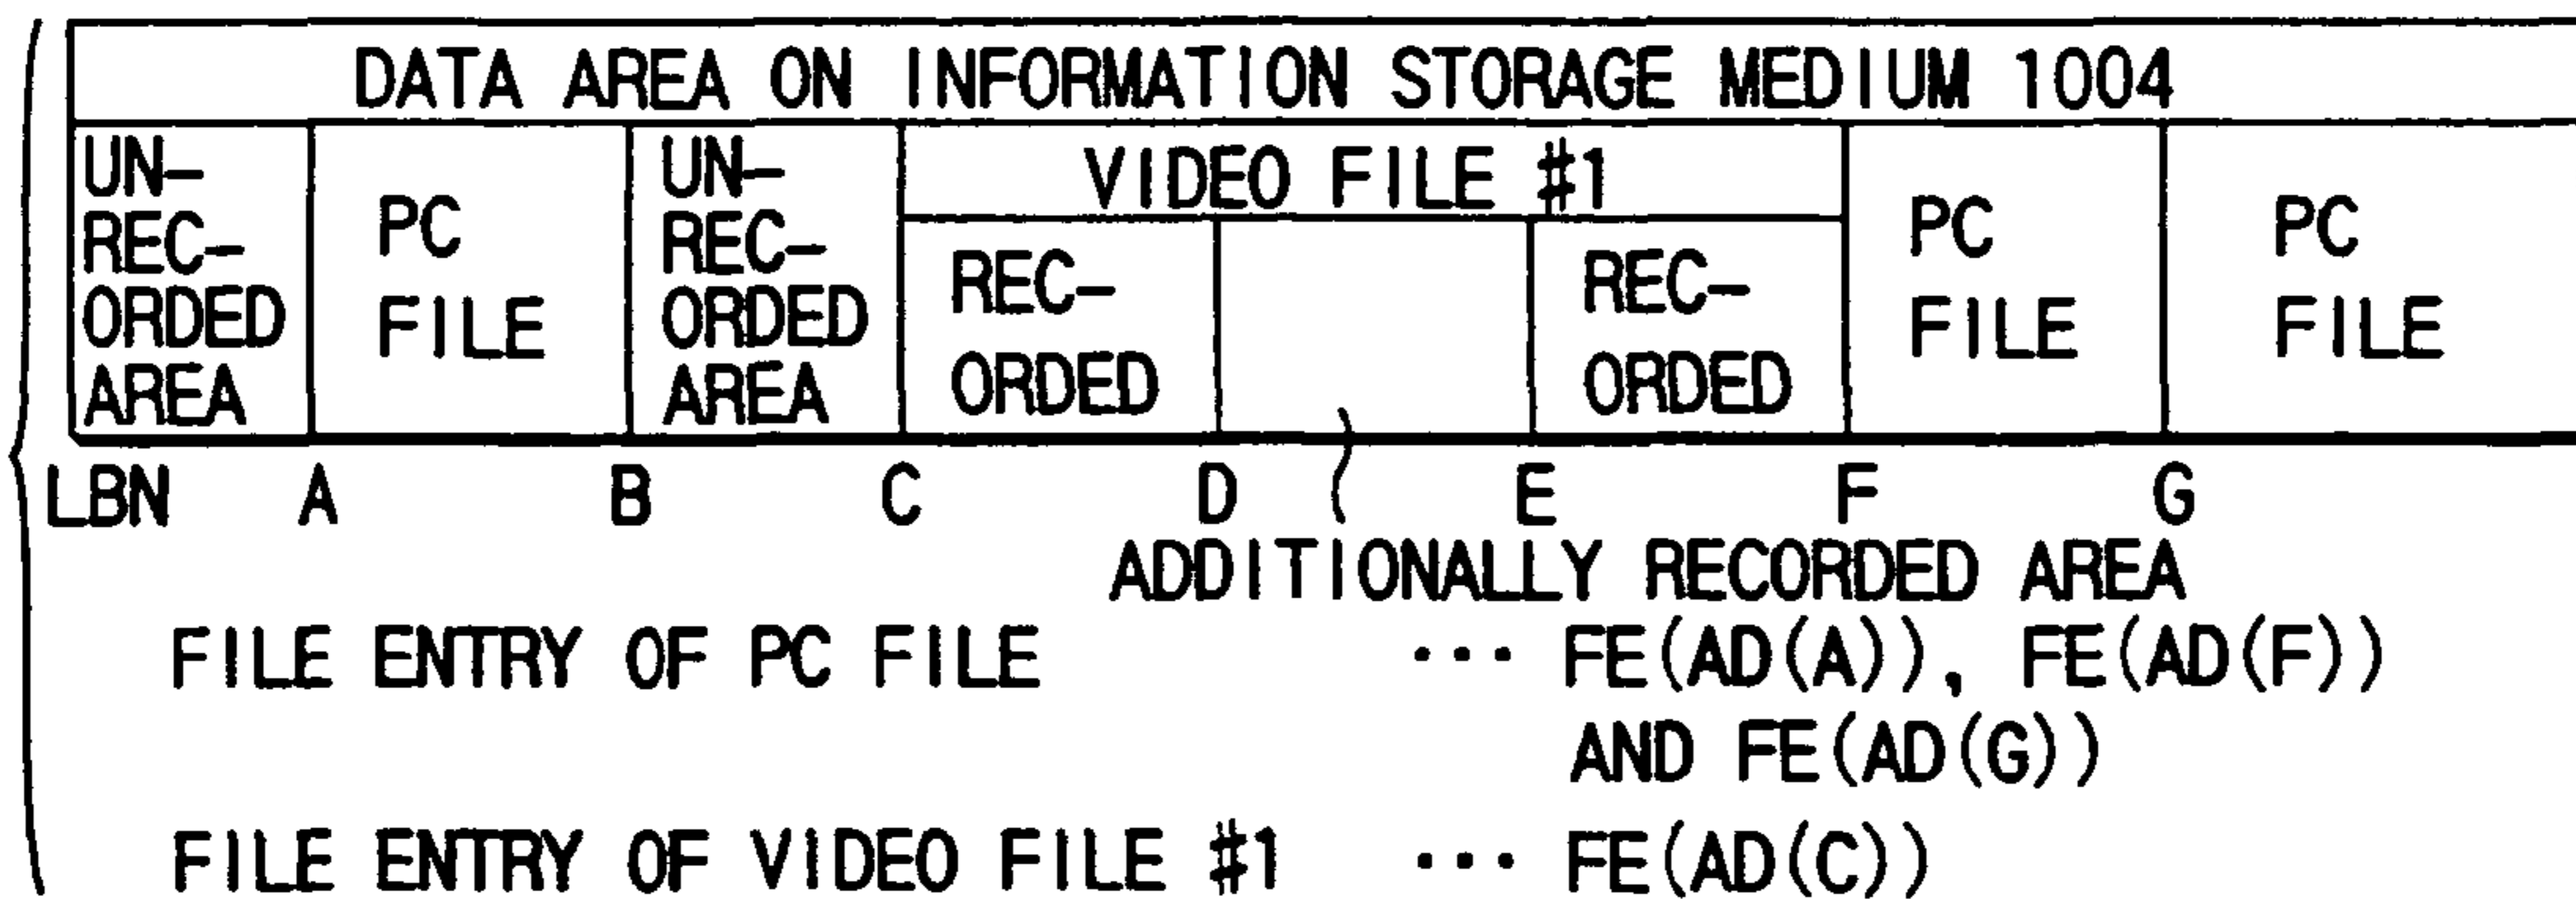 DATA AREA ON INFORMATION STORAGE MEDIUM 1004
UN-
REC-
ORDED
AREA
PC
FILE
UN-
REC-
ORDED
AREA
VIDEO FILE #1
REC-
ORDED
REC-
ORDED
PC
FILE
PC
FILE
LBN A B C D E F G
ADDITIONALLY RECORDED AREA
FILE ENTRY OF PC FILE ··· FE(AD(A)), FE(AD(F))
AND FE(AD(G))
FILE ENTRY OF VIDEO FILE #1 ··· FE(AD(C))